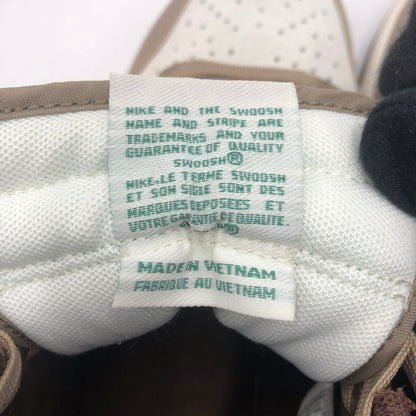 NIKE AND THE SWOOSH
NAME AND STRIPE ARE
TRADEMARKS AND YOUR
GUARANTEE OF QUALITY
SWOOSH®
NIKE, LE TERME SWOOSH
ET SON SIGLE SONT DES
MARQUES DEPOSÉES ET
VOTRE GARANTIE DE QUALITE.
®
MADE IN VIETNAM
FABRIQUE AU VIETNAM